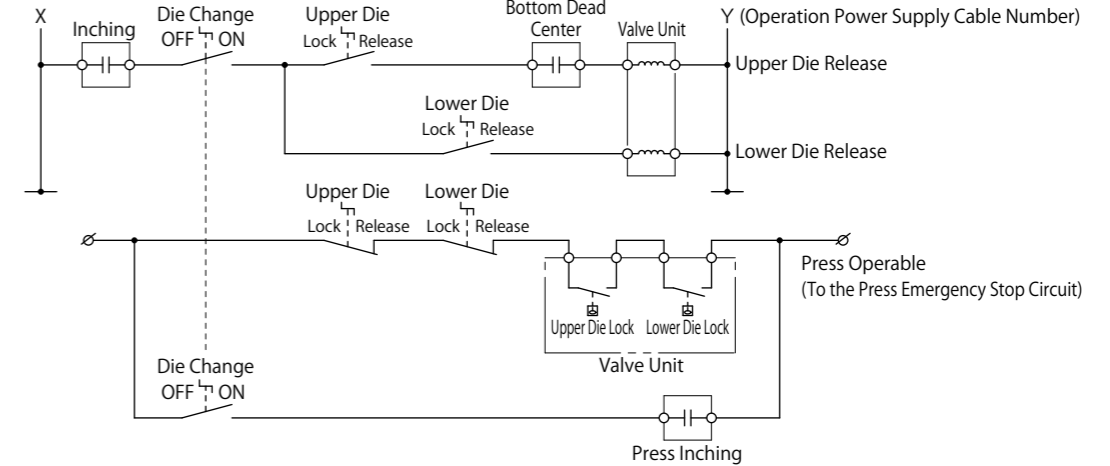 X
Inching
Die Change
OFF ON
Upper Die
Lock Release
Bottom Dead
Center
Valve Unit
Y (Operation Power Supply Cable Number)
Upper Die Release
Lower Die
Lock Release
Lower Die Release
Upper Die
Lock Release
Lower Die
Lock Release
Press Operable
(To the Press Emergency Stop Circuit)
Upper Die Lock
Lower Die Lock
Valve Unit
Die Change
OFF ON
Press Inching